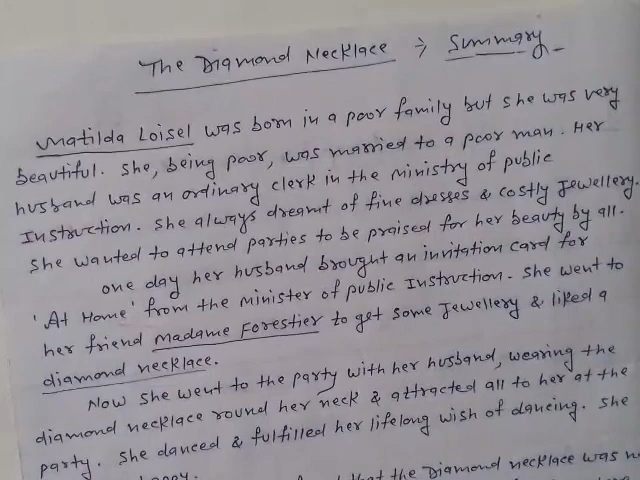 The Diamond Necklace → Summary
Matilda Loisel was born in a poor family but she was very
beautiful. She, being poor, was married to a poor man. Her
husband was an ordinary clerk in the ministry of public
Instruction. She always dreamt of fine dresses & costly Jewellery.
She wanted to attend parties to be praised for her beauty by all.
one day her husband brought an invitation card for
'At Home' from the minister of public Instruction. She went to
her friend Madame Forestier to get some Jewellery & liked a
diamond necklace.
Now she went to the party with her husband, wearing the
diamond necklace round her neck & attracted all to her at the
party. She danced & fulfilled her lifelong wish of dancing. She
that the Diamond necklace was